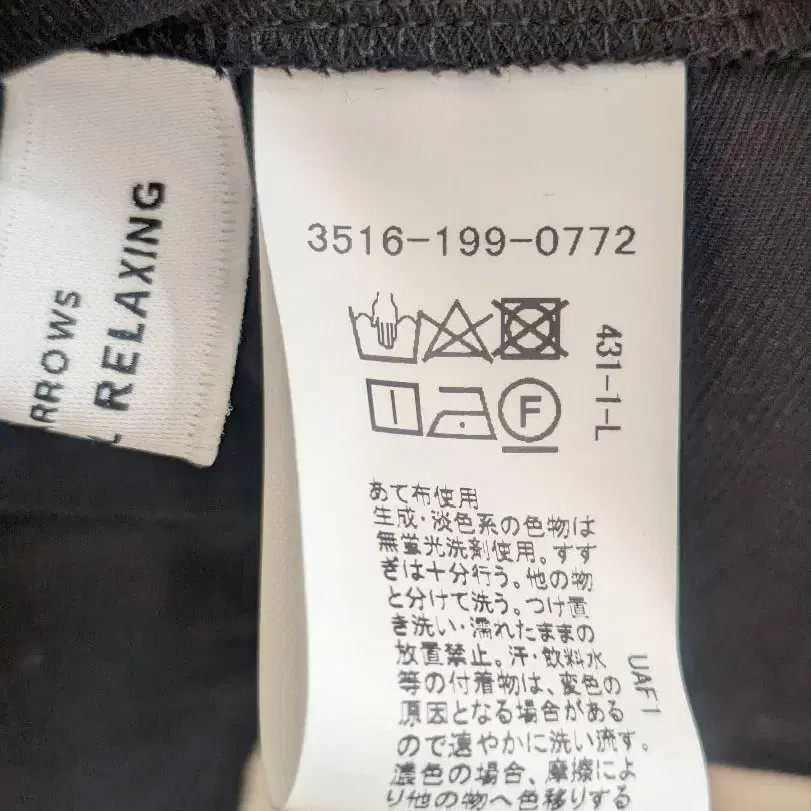 RROWS
RELAXING
3516-199-0772
431-1-L
F
あて布使用
生成・淡色系の色物は
無蛍光洗剤使用。すす
ぎは十分行う。他の物
と分けて洗う。つけ置
き洗い・濡れたままの
放置禁止。汗・飲料水
等の付着物は、変色の
原因となる場合がある
ので速やかに洗い流す。
濃色の場合、摩擦によ
り他の物へ色移りする
UAF1